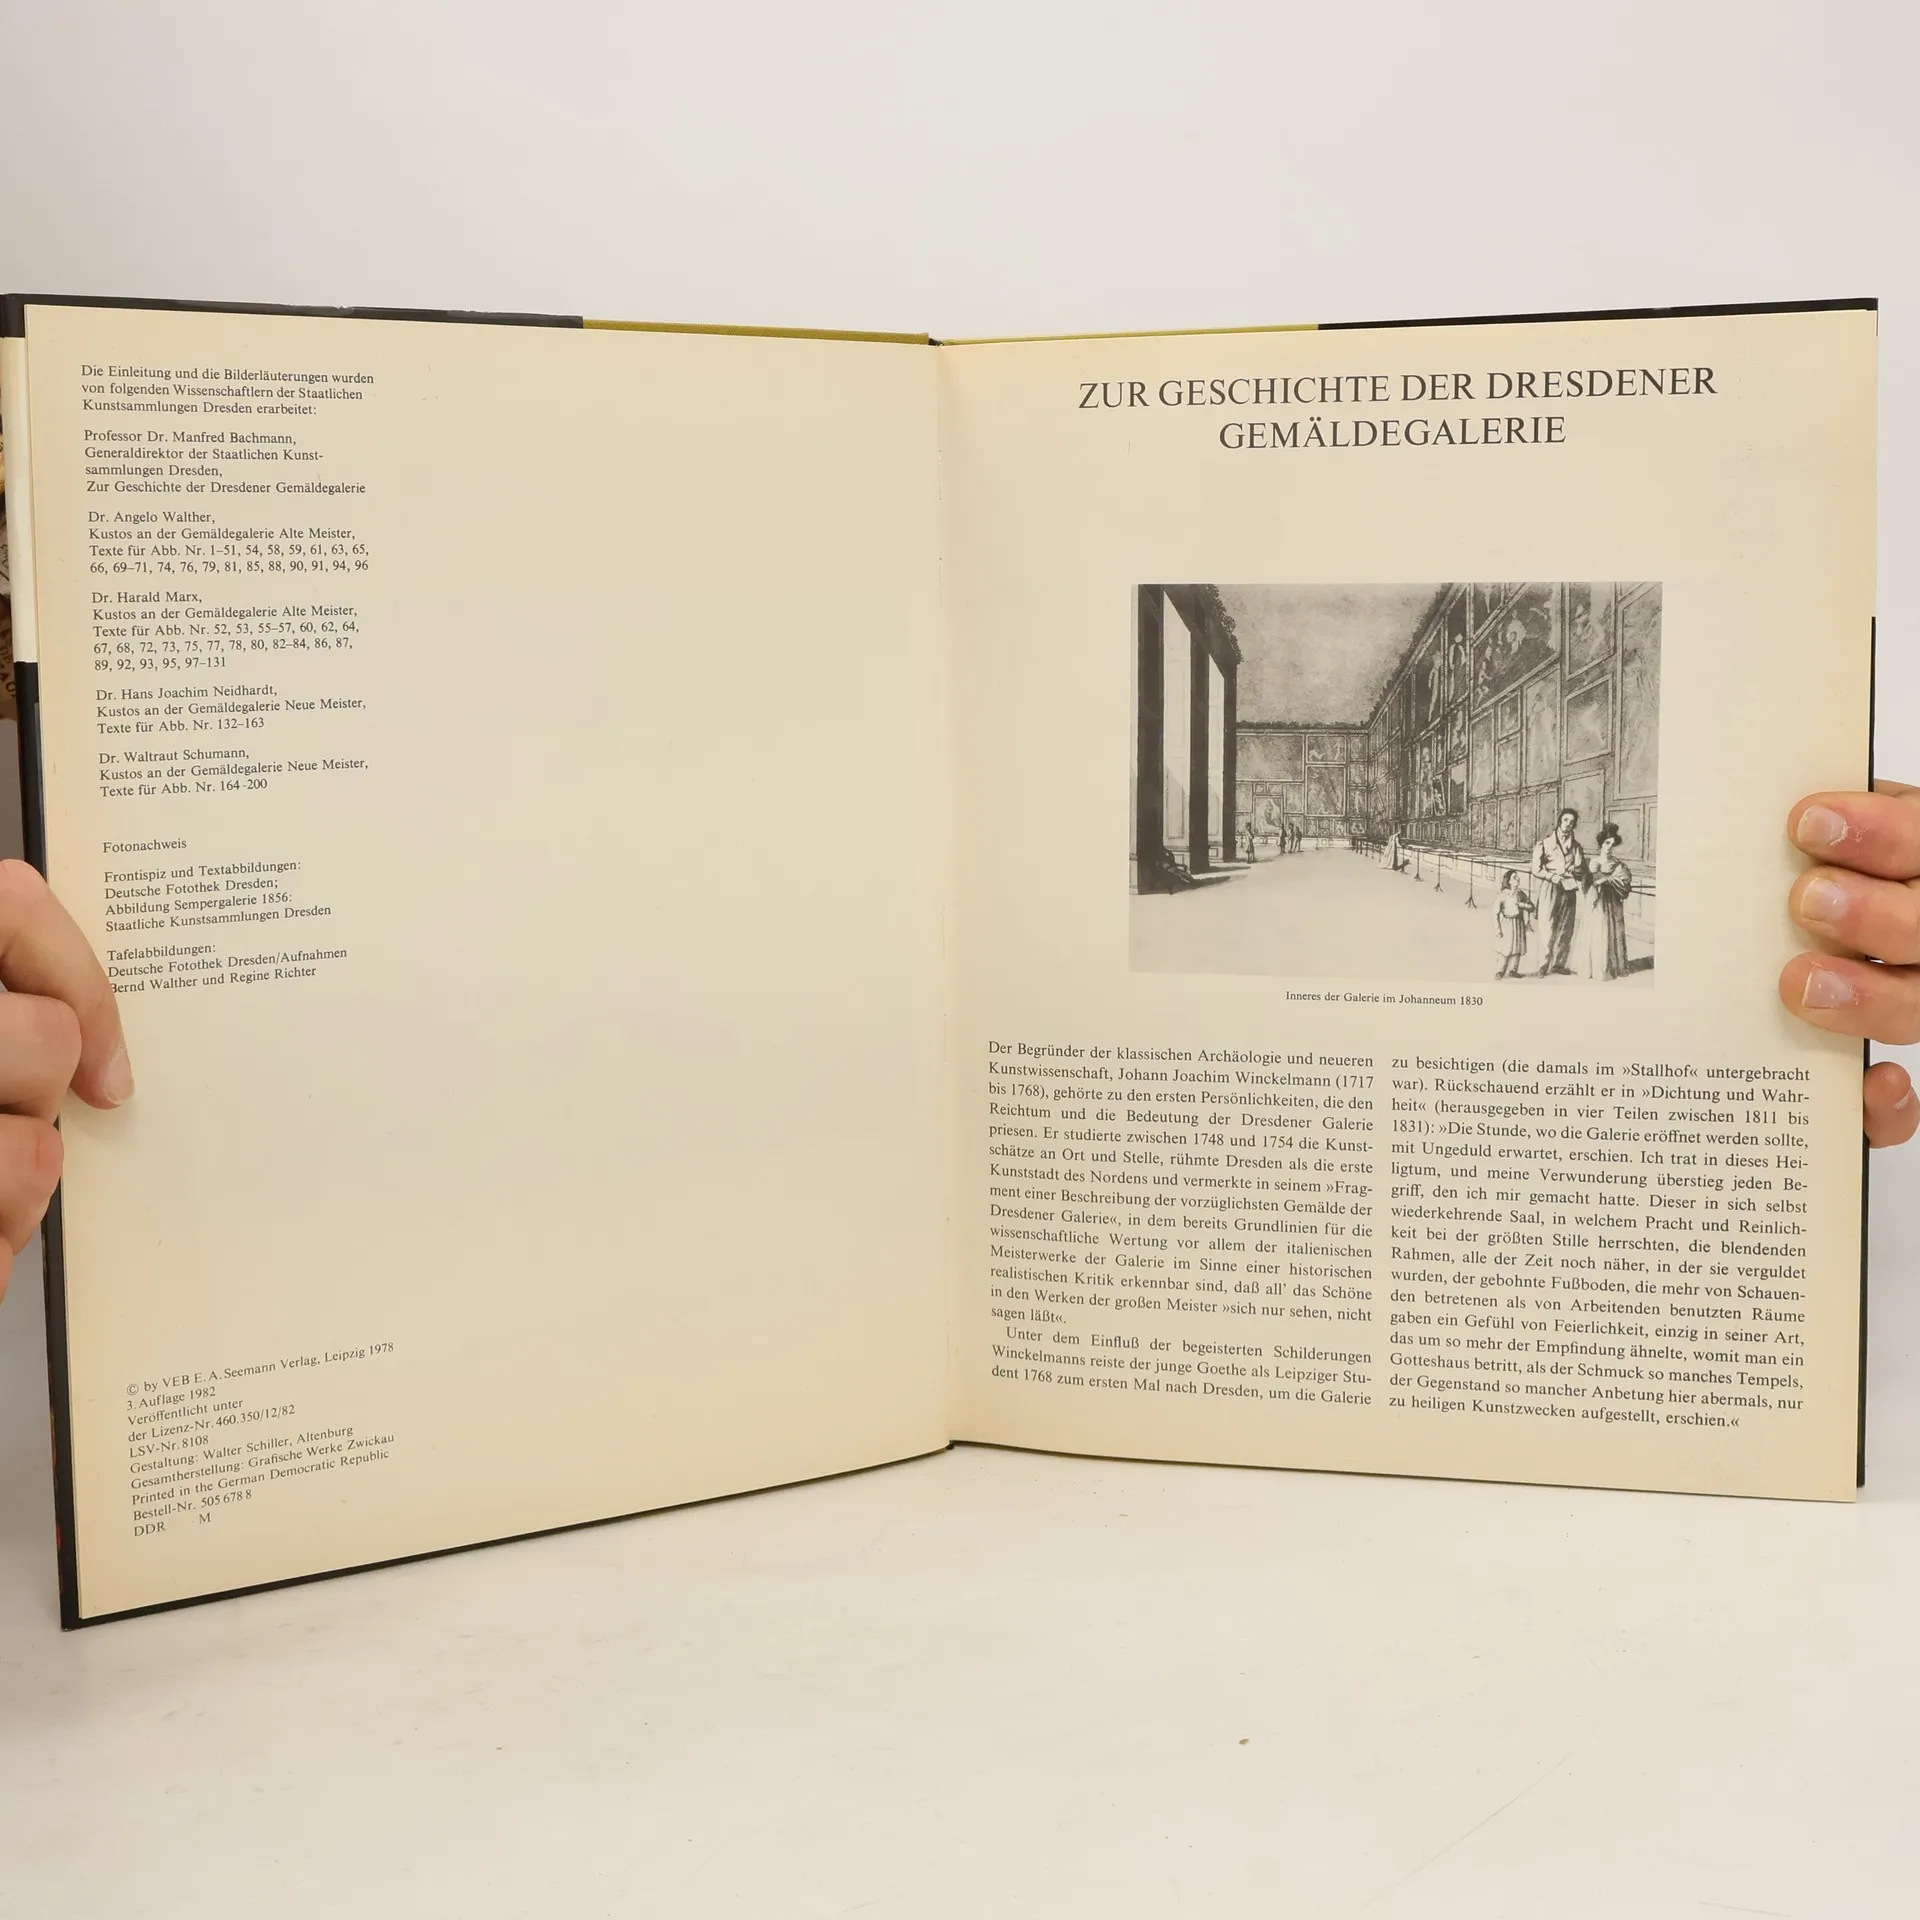 Die Einleitung und die Bilderläuterungen wurden
von folgenden Wissenschaftlern der Staatlichen
Kunstsammlungen Dresden erarbeitet:
Professor Dr. Manfred Bachmann,
Generaldirektor der Staatlichen Kunst-
sammlungen Dresden,
Zur Geschichte der Dresdener Gemäldegalerie
Dr. Angelo Walther,
Kustos an der Gemäldegalerie Alte Meister,
Texte für Abb. Nr. 1–51, 54, 58, 59, 61, 63, 65,
66, 69–71, 74, 76, 79, 81, 85, 88, 90, 91, 94, 96
Dr. Harald Marx,
Kustos an der Gemäldegalerie Alte Meister,
Texte für Abb. Nr. 52, 53, 55–57, 60, 62, 64,
67, 68, 72, 73, 75, 77, 78, 80, 82–84, 86, 87,
89, 92, 93, 95, 97–131
Dr. Hans Joachim Neidhardt,
Kustos an der Gemäldegalerie Neue Meister,
Texte für Abb. Nr. 132–163
Dr. Waltraut Schumann,
Kustos an der Gemäldegalerie Neue Meister,
Texte für Abb. Nr. 164-200
Fotonachweis
Frontispiz und Textabbildungen:
Deutsche Fotothek Dresden;
Abbildung Sempergalerie 1856:
Staatliche Kunstsammlungen Dresden
Tafelabbildungen:
Deutsche Fotothek Dresden/Aufnahmen
Bernd Walther und Regine Richter
© by VEB E. A. Seemann Verlag, Leipzig 1978
3. Auflage 1982
Veröffentlicht unter
der Lizenz-Nr. 460.350/12/82
LSV-Nr. 8108
Gestaltung: Walter Schiller, Altenburg
Gesamtherstellung: Grafische Werke Zwickau
Printed in the German Democratic Republic
Bestell-Nr. 505 678 8
DDR M
ZUR GESCHICHTE DER DRESDENER
GEMÄLDEGALERIE
Inneres der Galerie im Johanneum 1830
Der Begründer der klassischen Archäologie und neueren
Kunstwissenschaft, Johann Joachim Winckelmann (1717
bis 1768), gehörte zu den ersten Persönlichkeiten, die den
Reichtum und die Bedeutung der Dresdener Galerie
priesen. Er studierte zwischen 1748 und 1754 die Kunst-
schätze an Ort und Stelle, rühmte Dresden als die erste
Kunststadt des Nordens und vermerkte in seinem »Frag-
ment einer Beschreibung der vorzüglichsten Gemälde der
Dresdener Galerie«, in dem bereits Grundlinien für die
wissenschaftliche Wertung vor allem der italienischen
Meisterwerke der Galerie im Sinne einer historischen
realistischen Kritik erkennbar sind, daß all' das Schöne
in den Werken der großen Meister »sich nur sehen, nicht
sagen läßt«.
Unter dem Einfluß der begeisterten Schilderungen
Winckelmanns reiste der junge Goethe als Leipziger Stu-
dent 1768 zum ersten Mal nach Dresden, um die Galerie
zu besichtigen (die damals im »Stallhof« untergebracht
war). Rückschauend erzählt er in »Dichtung und Wahr-
heit« (herausgegeben in vier Teilen zwischen 1811 bis
1831): »Die Stunde, wo die Galerie eröffnet werden sollte,
mit Ungeduld erwartet, erschien. Ich trat in dieses Hei-
ligtum, und meine Verwunderung überstieg jeden Be-
griff, den ich mir gemacht hatte. Dieser in sich selbst
wiederkehrende Saal, in welchem Pracht und Reinlich-
keit bei der größten Stille herrschten, die blendenden
Rahmen, alle der Zeit noch näher, in der sie verguldet
wurden, der gebohnte Fußboden, die mehr von Schauen-
den betretenen als von Arbeitenden benutzten Räume
gaben ein Gefühl von Feierlichkeit, einzig in seiner Art,
das um so mehr der Empfindung ähnelte, womit man ein
Gotteshaus betritt, als der Schmuck so manches Tempels,
der Gegenstand so mancher Anbetung hier abermals, nur
zu heiligen Kunstzwecken aufgestellt, erschien.«